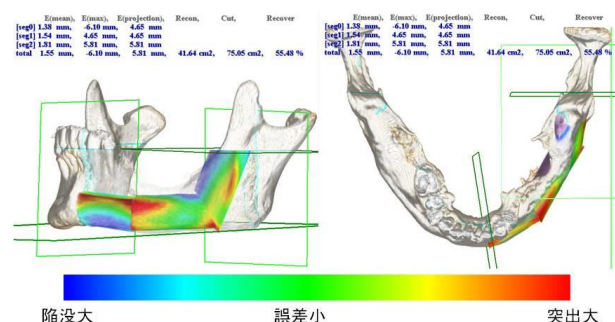 E(mean), E(max), E(projection), Recon, Cut, Recover
[seg0] 1.38 mm, -6.10 mm, 4.65 mm
[seg1] 1.54 mm, 4.65 mm, 4.65 mm
[seg2] 1.81 mm, 5.81 mm, 5.81 mm
total 1.55 mm, -6.10 mm, 5.81 mm, 41.64 cm2, 75.05 cm2, 55.48 %
E(mean), E(max), E(projection), Recon, Cut, Recover
[seg0] 1.38 mm, -6.10 mm, 4.65 mm
[seg1] 1.54 mm, 4.65 mm, 4.65 mm
[seg2] 1.81 mm, 5.81 mm, 5.81 mm
total 1.55 mm, -6.10 mm, 5.81 mm, 41.64 cm2, 75.05 cm2, 55.48 %
陥没大 誤差小 突出大